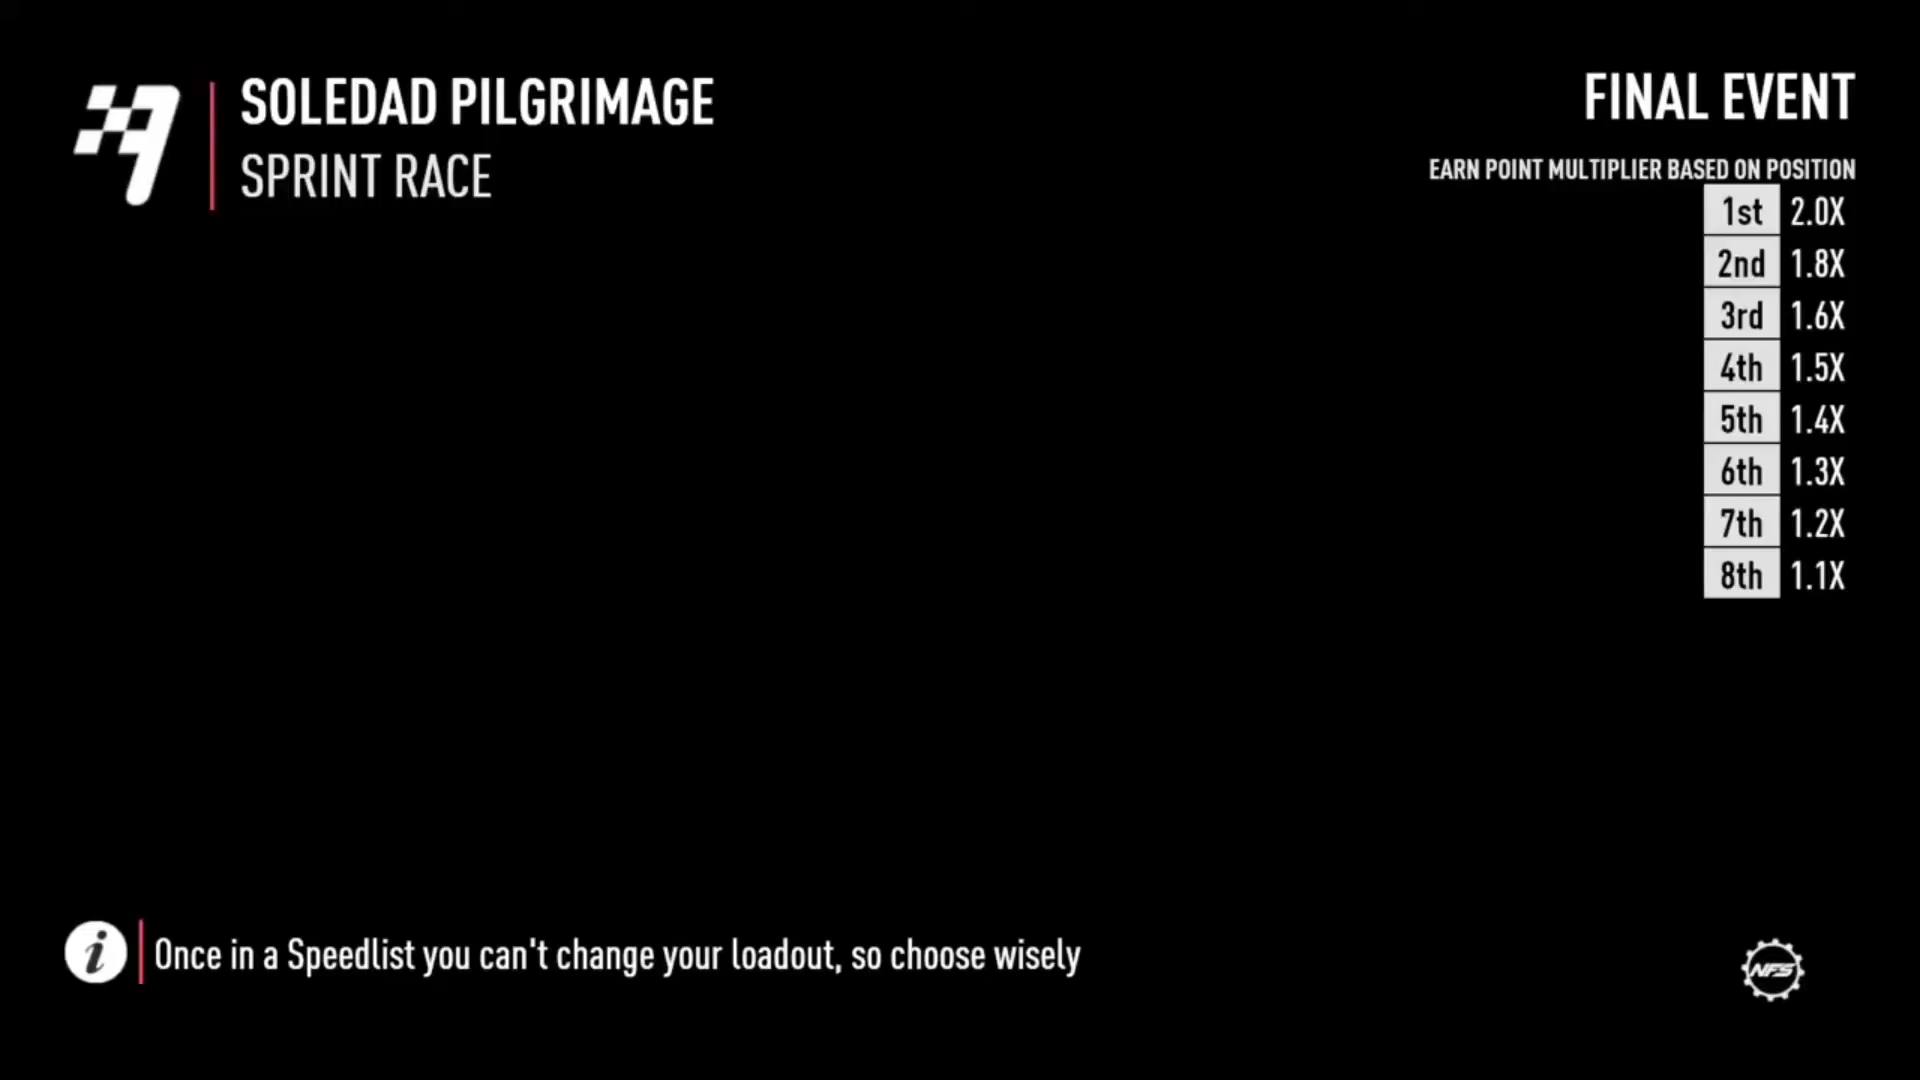 SOLEDAD PILGRIMAGE
SPRINT RACE
FINAL EVENT
EARN POINT MULTIPLIER BASED ON POSITION
1st 2.0X
2nd 1.8X
3rd 1.6X
4th 1.5X
5th 1.4X
6th 1.3X
7th 1.2X
8th 1.1X
i Once in a Speedlist you can't change your loadout, so choose wisely
NFS